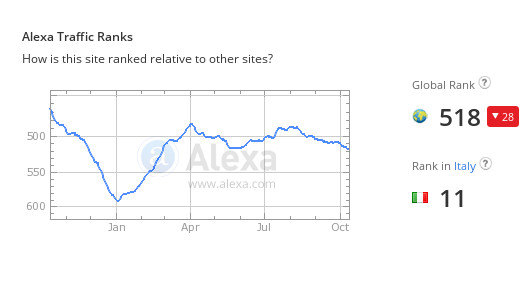 Alexa Traffic Ranks
How is this site ranked relative to other sites?
Global Rank ?
518 ▼ 28
Rank in Italy ?
11
500
550
600
Alexa
www.alexa.com
Jan Apr Jul Oct